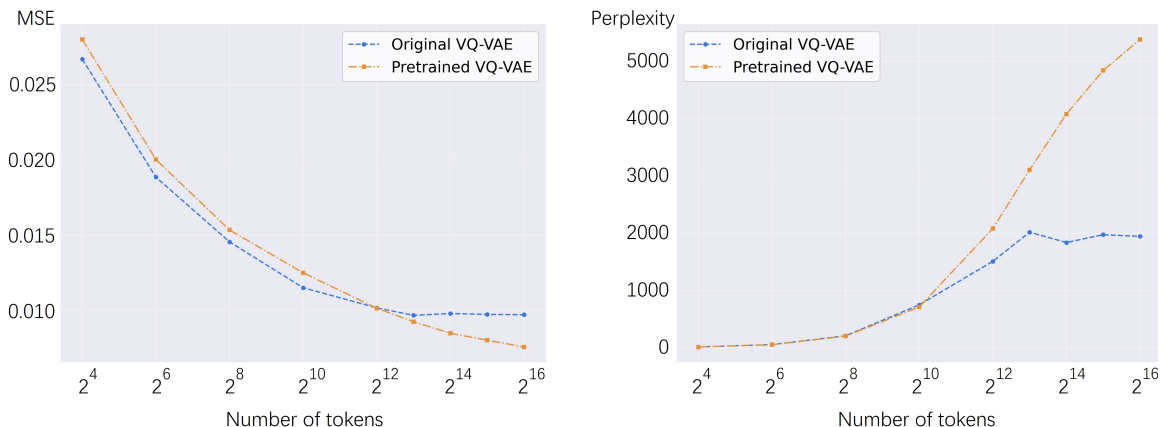 MSE
Original VQ-VAE
Pretrained VQ-VAE
0.025
0.020
0.015
0.010
2^4 2^6 2^8 2^10 2^12 2^14 2^16
Number of tokens
Perplexity
Original VQ-VAE
Pretrained VQ-VAE
5000
4000
3000
2000
1000
0
2^4 2^6 2^8 2^10 2^12 2^14 2^16
Number of tokens